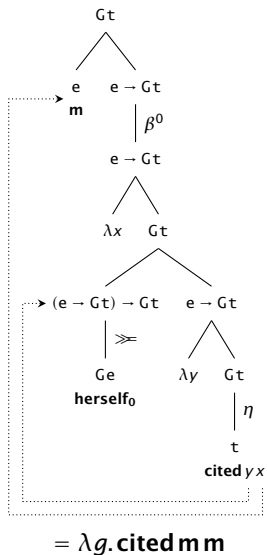 Gt
e e → Gt
m
β⁰
e → Gt
λx Gt
(e → Gt) → Gt e → Gt
≫=
Ge λy Gt
herself₀
η
t
cited y x
= λg. cited m m